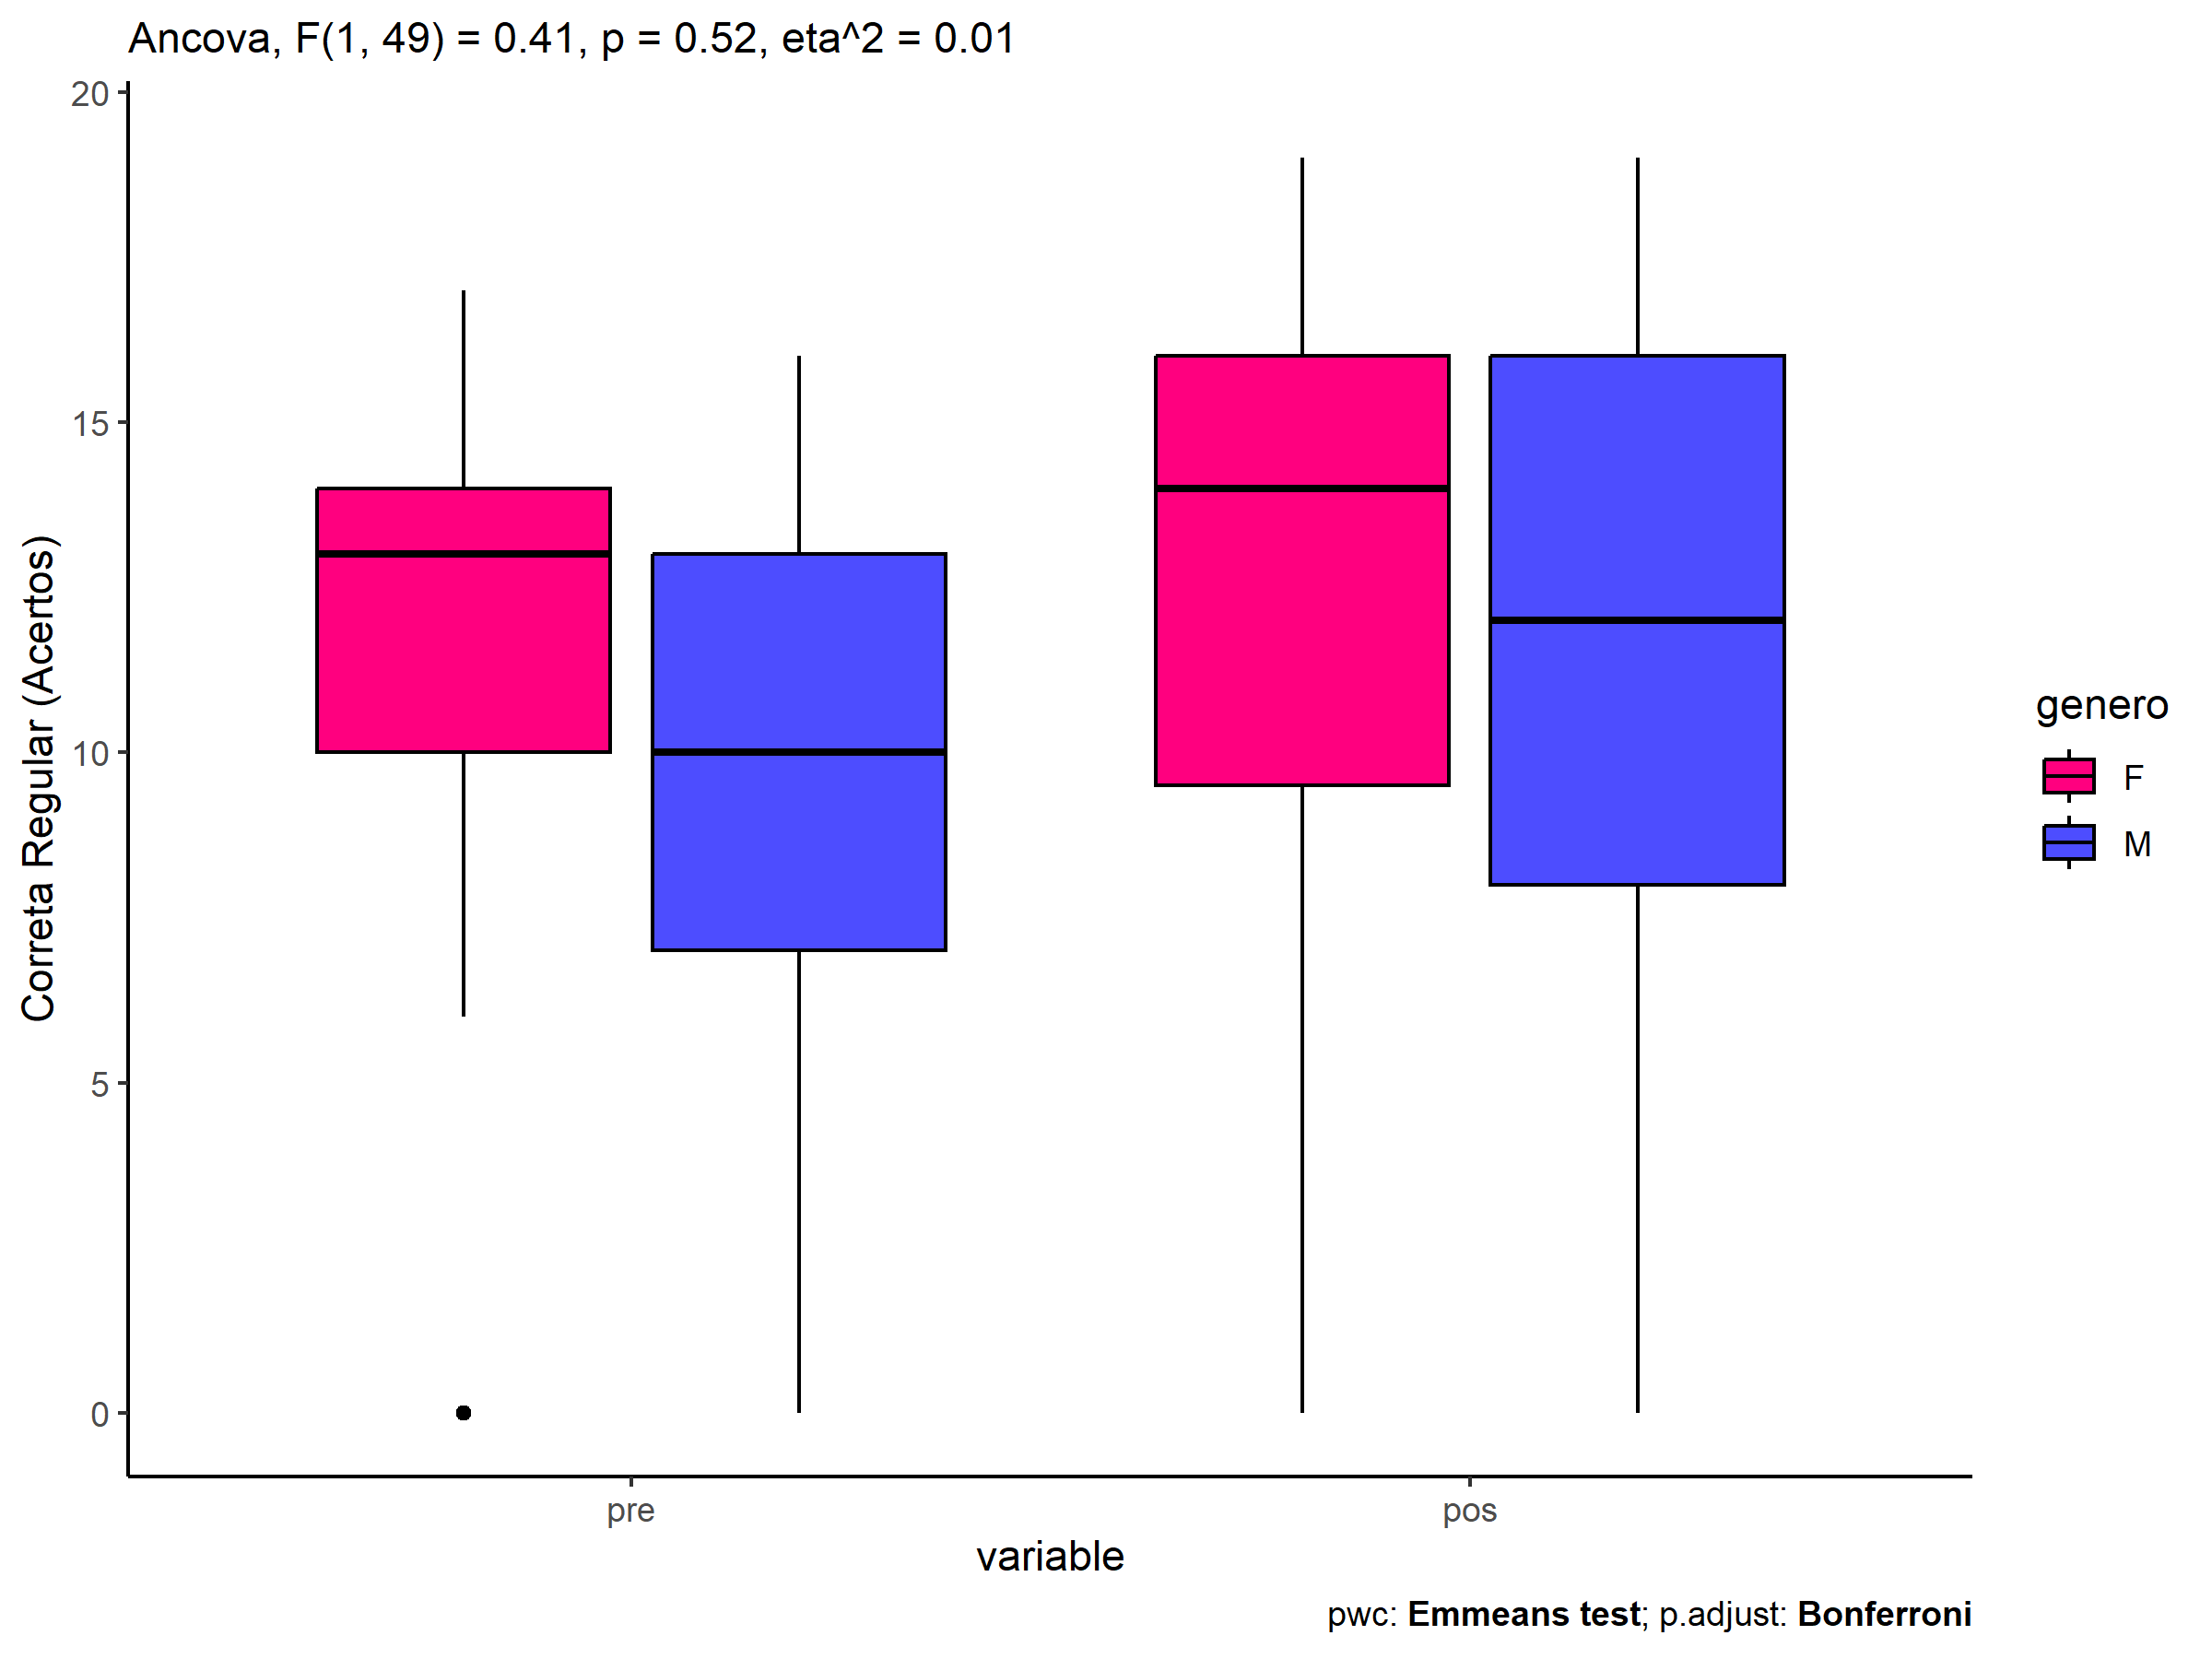 Ancova, F(1, 49) = 0.41, p = 0.52, eta^2 = 0.01
Correta Regular (Acertos)
20
15
10
5
0
pre
pos
variable
genero
F
M
pwc: Emmeans test; p.adjust: Bonferroni